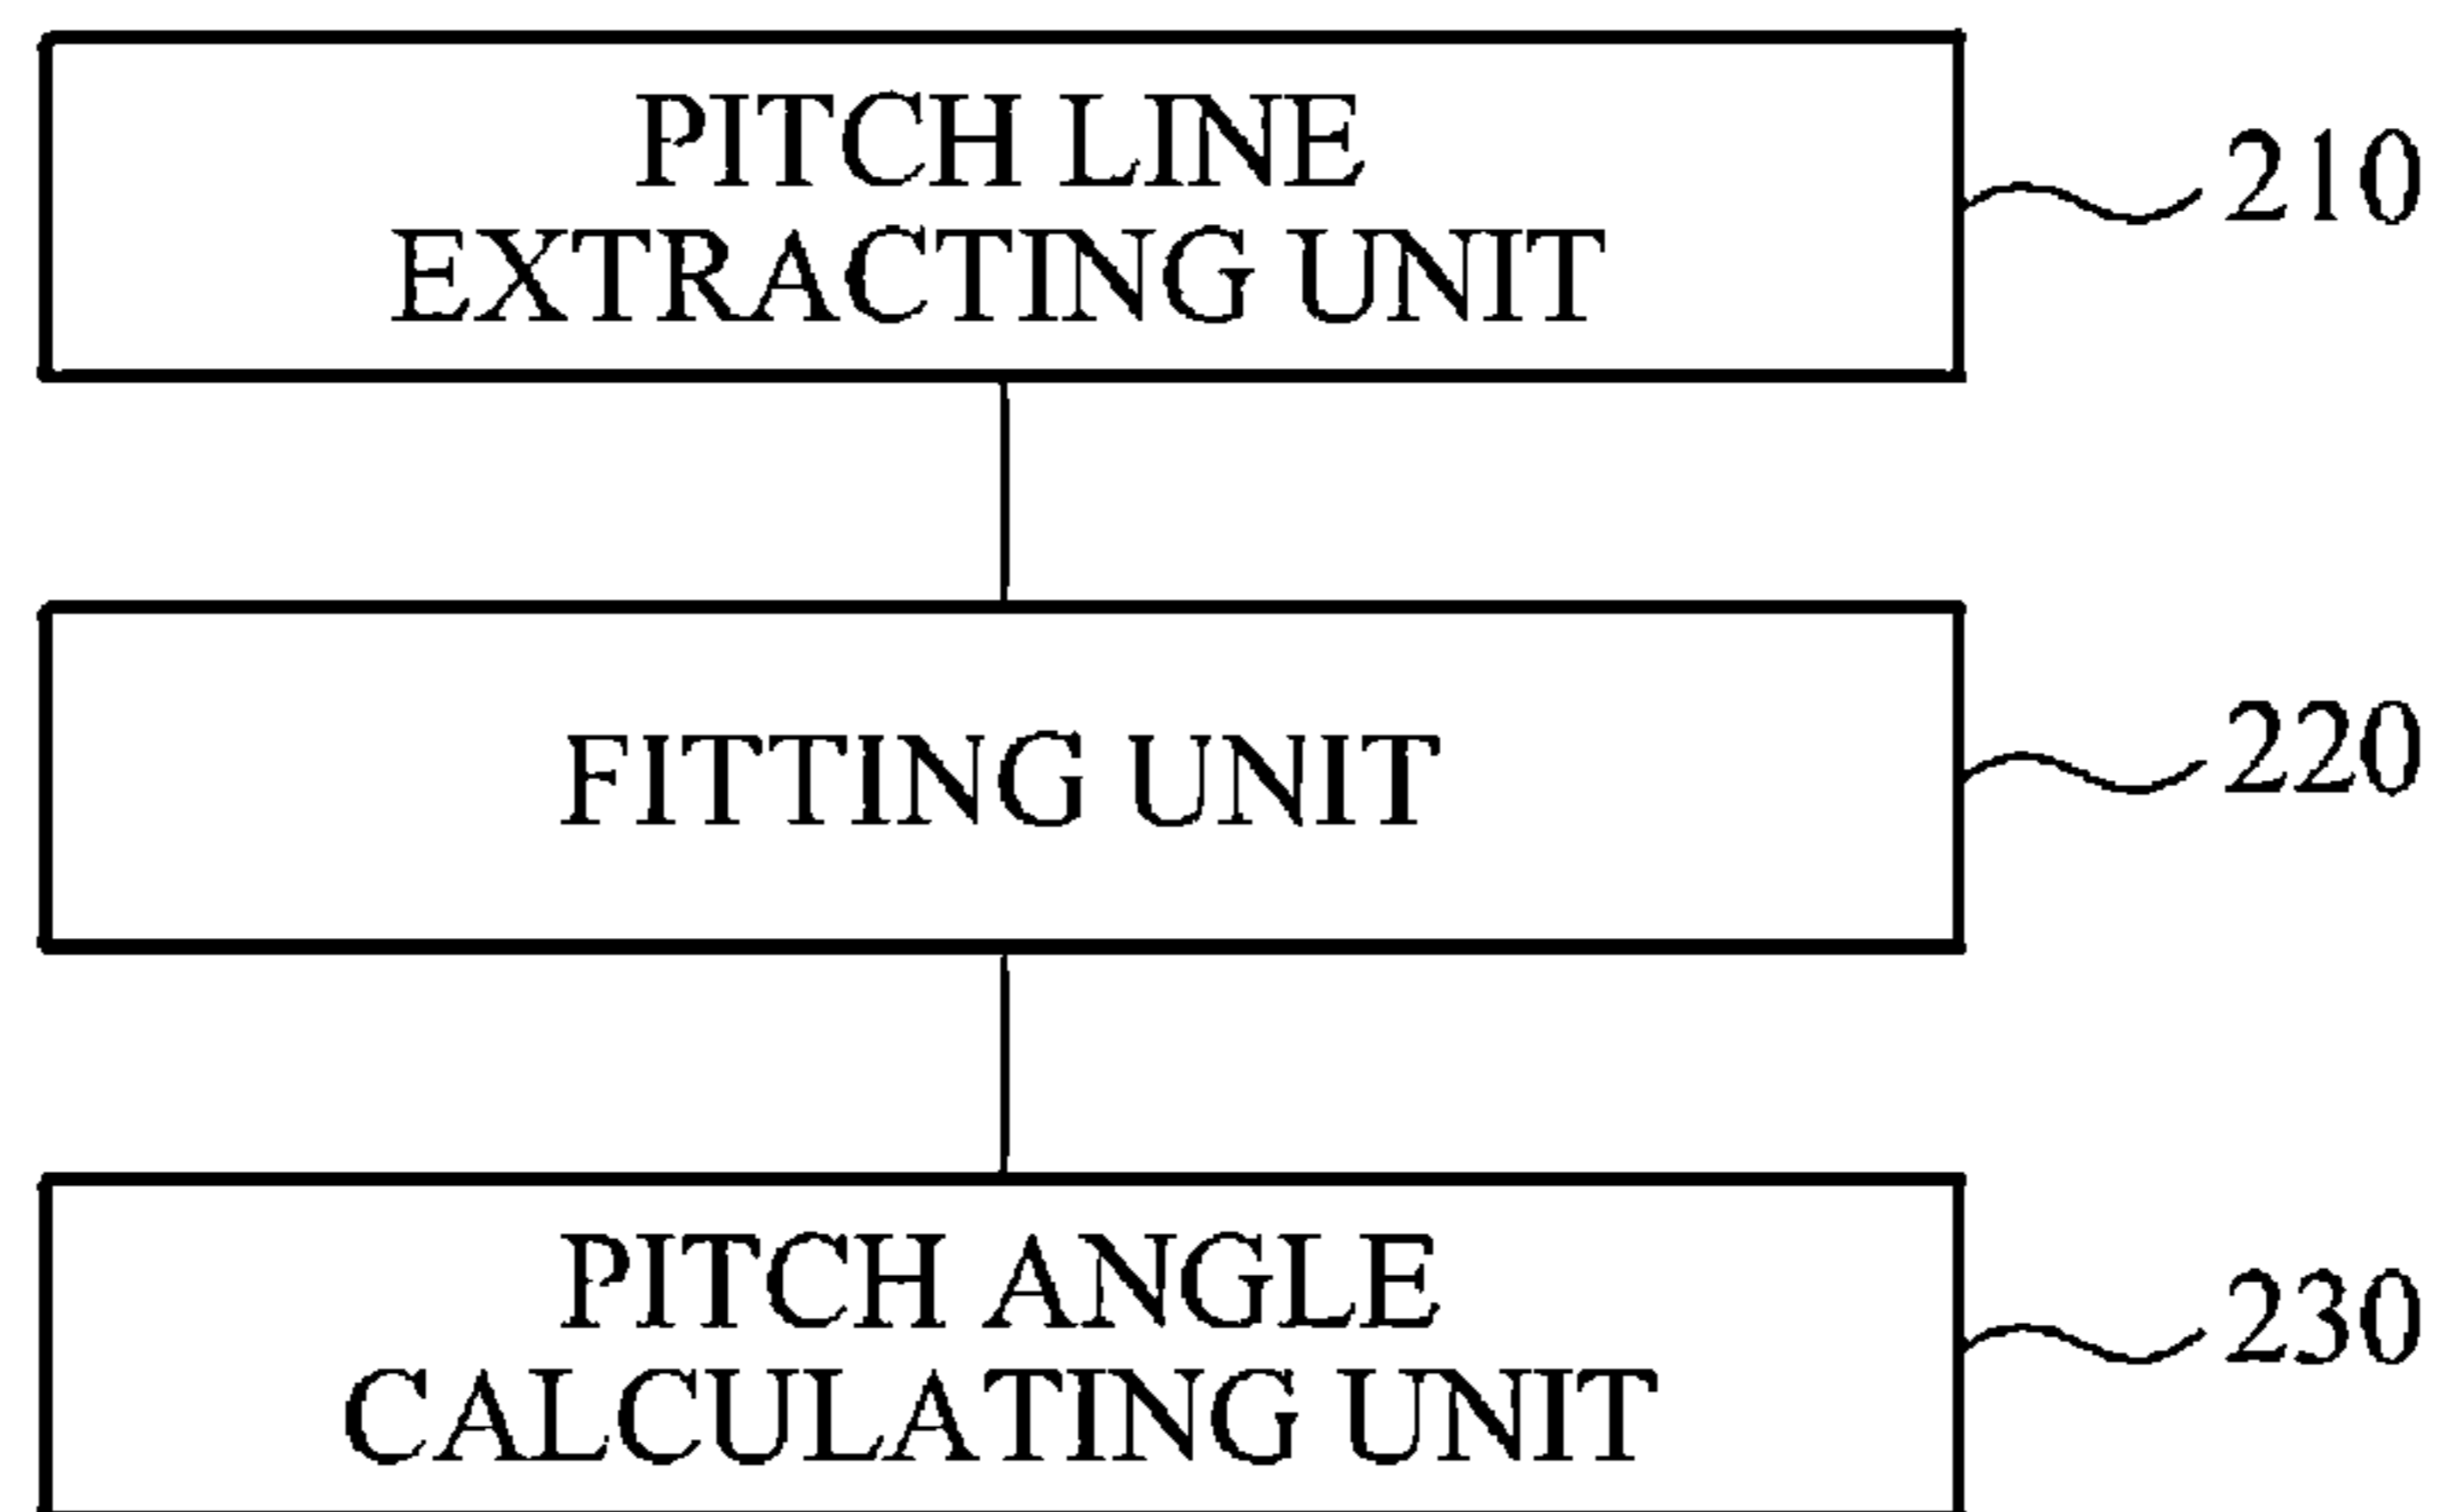 PITCH LINE
EXTRACTING UNIT
210
FITTING UNIT
220
PITCH ANGLE
CALCULATING UNIT
230